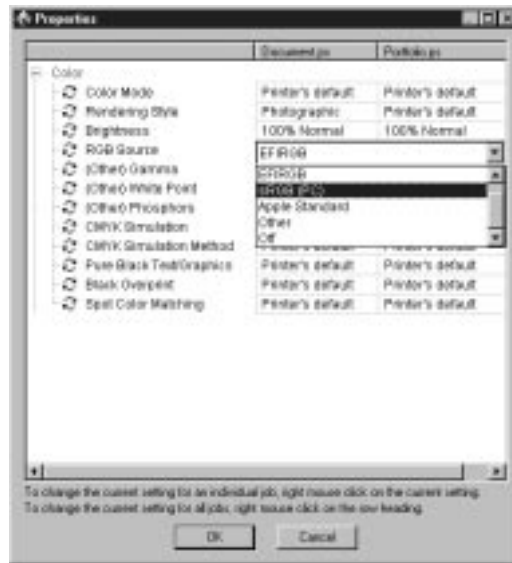 Properties
Document.ps Portfolio.ps
Color
Color Mode Printer's default Printer's default
Rendering Style Photographic Printer's default
Brightness 100% Normal 100% Normal
RGB Source EFIRGB
(Other) Gamma EFIRGB
(Other) White Point sRGB (PC)
(Other) Phosphors Apple Standard
CMYK Simulation Other
CMYK Simulation Method Off Printer's default Printer's default
Pure Black Text/Graphics Printer's default Printer's default
Black Overprint Printer's default Printer's default
Spot Color Matching Printer's default Printer's default
To change the current setting for an individual job, right mouse click on the current setting.
To change the current setting for all jobs, right mouse click on the row heading.
OK Cancel